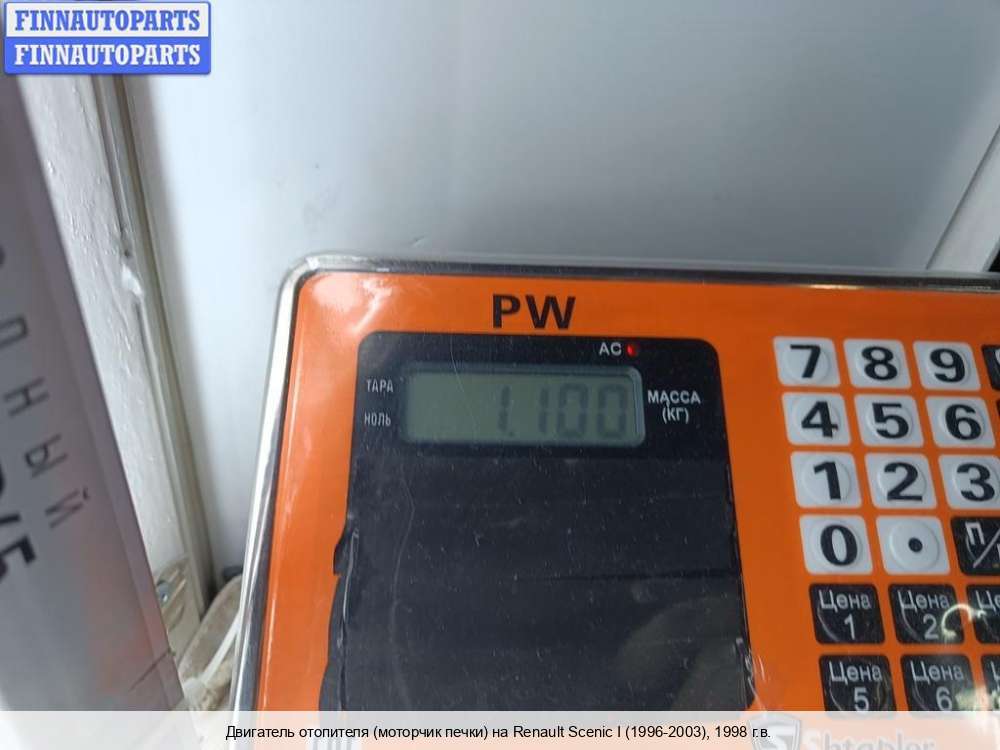 FINNAUTOPARTS
FINNAUTOPARTS
PW
AC
ТАРА
НОЛЬ
1.100
МАССА
(КГ)
7 8 9
4 5 6
1 2 3
0 •
Цена 1
Цена 2
Цена 5
Цена 6
Shtapler
Двигатель отопителя (моторчик печки) на Renault Scenic I (1996-2003), 1998 г.в.